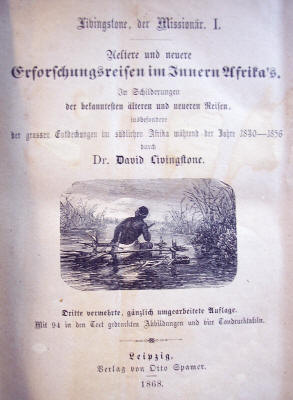 Livingstone, der Missionär. I.
Aeltere und neuere
Erforschungsreisen im Innern Afrika's.
In Schilderungen
der bekanntesten älteren und neueren Reisen,
insbesondere
der grossen Entdeckungen im südlichen Afrika während der Jahre 1840—1856
durch
Dr. David Livingstone.
Dritte vermehrte, gänzlich umgearbeitete Auflage.
Mit 94 in den Text gedruckten Abbildungen und vier Tondrucktafeln.
Leipzig.
Verlag von Otto Spamer.
1868.